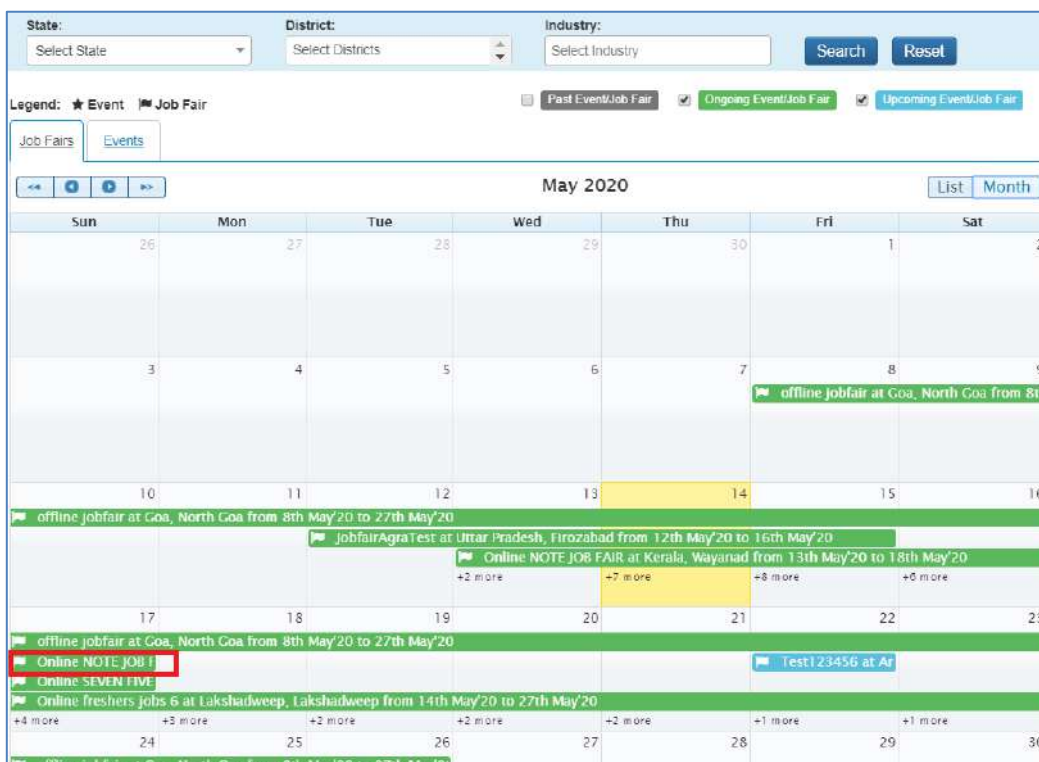 State: District: Industry:
Select State Select Districts Select Industry Search Reset
Legend: Event Job Fair Past Event/Job Fair Ongoing Event/Job Fair Upcoming Event/Job Fair
Job Fairs Events
May 2020 List Month
Sun Mon Tue Wed Thu Fri Sat
26 27 28 29 30 1 2
3 4 5 6 7 8
offline jobfair at Goa, North Goa from 8t
10 11 12 13 14 15 16
offline jobfair at Goa, North Goa from 8th May'20 to 27th May'20
JobfairAgraTest at Uttar Pradesh, Firozabad from 12th May'20 to 16th May'20
Online NOTE JOB FAIR at Kerala, Wayanad from 13th May'20 to 18th May'20
+2 more +7 more +8 more +6 more
17 18 19 20 21 22 23
offline jobfair at Goa, North Goa from 8th May'20 to 27th May'20
Online NOTE JOB F Test123456 at Ar
Online SEVEN FIVE
Online freshers jobs 6 at Lakshadweep, Lakshadweep from 14th May'20 to 27th May'20
+4 more +3 more +2 more +2 more +2 more +1 more +1 more
24 25 26 27 28 29 30